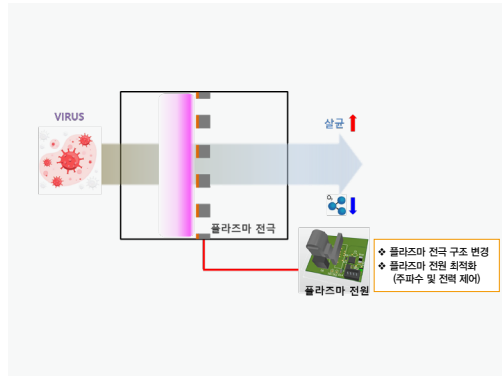 VIRUS
살균
플라즈마 전극
플라즈마 전원
❖ 플라즈마 전극 구조 변경
❖ 플라즈마 전원 최적화
(주파수 및 전력 제어)